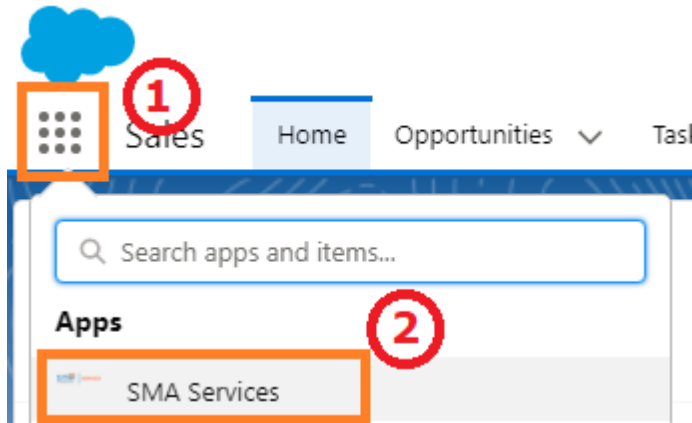 1
Sales Home Opportunities
Search apps and items...
Apps
2
SMA Services